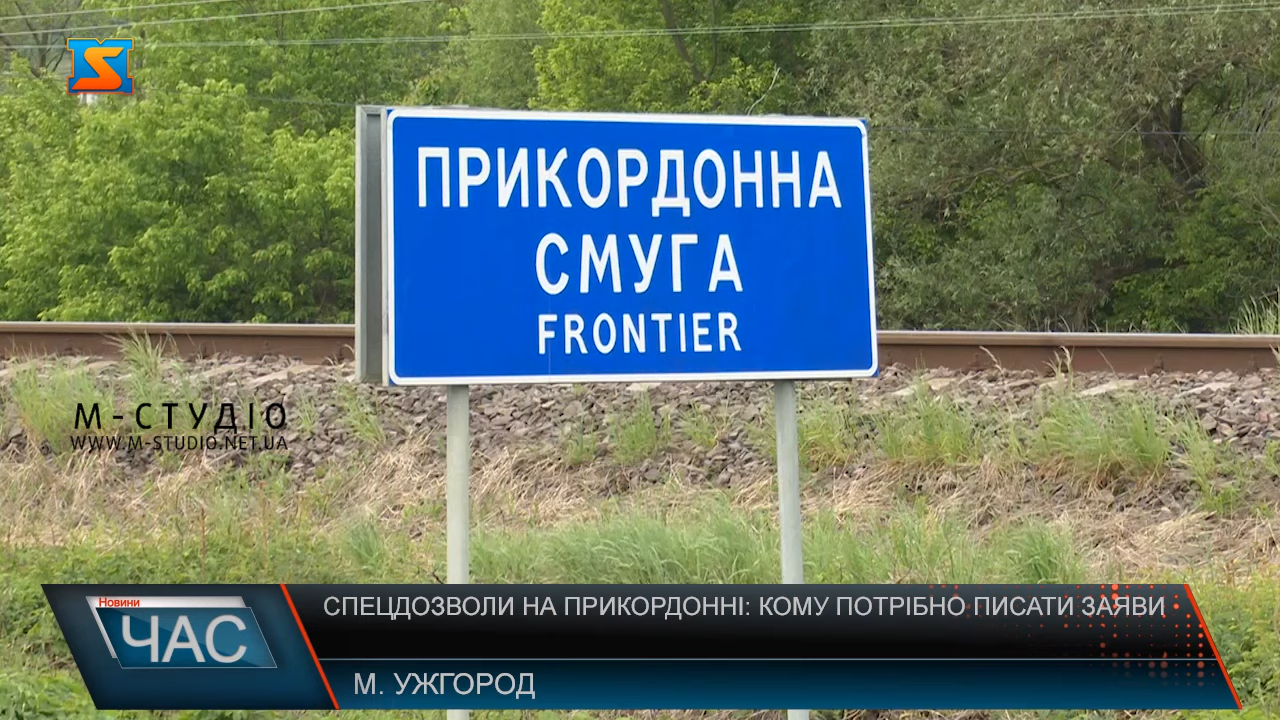 ПРИКОРДОННА
СМУГА
FRONTIER
М-СТУДІО
WWW.M-STUDIO.NET.UA
Новини
ЧАС
СПЕЦДОЗВОЛИ НА ПРИКОРДОННІ: КОМУ ПОТРІБНО ПИСАТИ ЗАЯВИ
М. УЖГОРОД